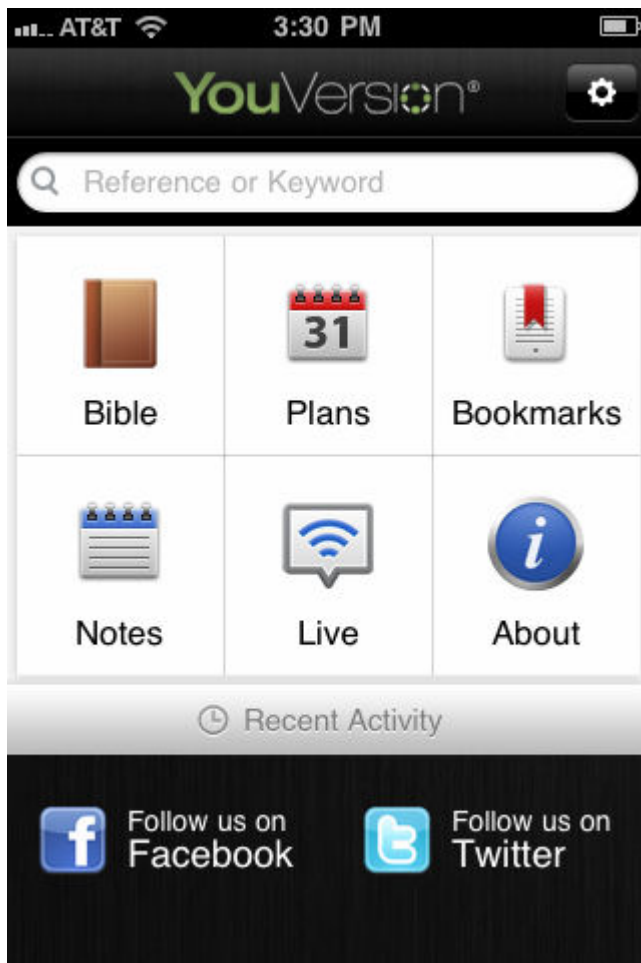 AT&T 3:30 PM
YouVersion®
Reference or Keyword
31
Bible Plans Bookmarks
Notes Live About
Recent Activity
Follow us on
Facebook
Follow us on
Twitter